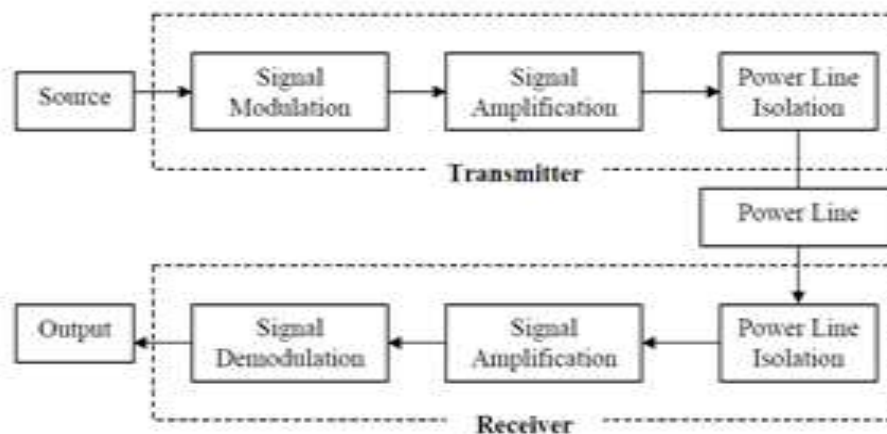 Source
Signal
Modulation
Signal
Amplification
Power Line
Isolation
Transmitter
Power Line
Output
Signal
Demodulation
Signal
Amplification
Power Line
Isolation
Receiver